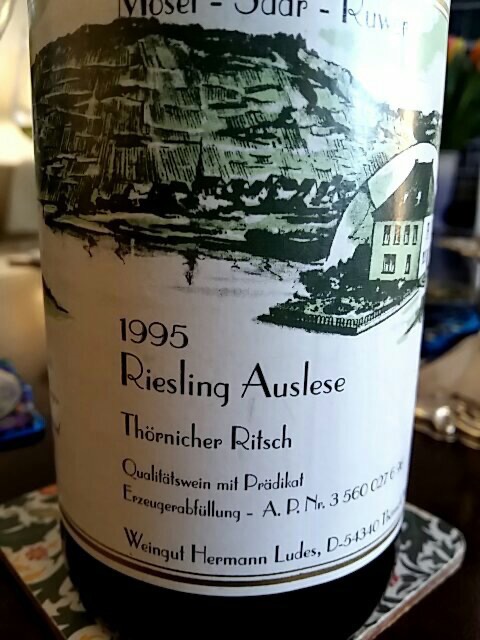 Mosel - Saar - Ruwer
1995
Riesling Auslese
Thörnicher Ritsch
Qualitätswein mit Prädikat
Erzeugerabfüllung - A. P. Nr. 3 560 027
Weingut Hermann Ludes, D-54340